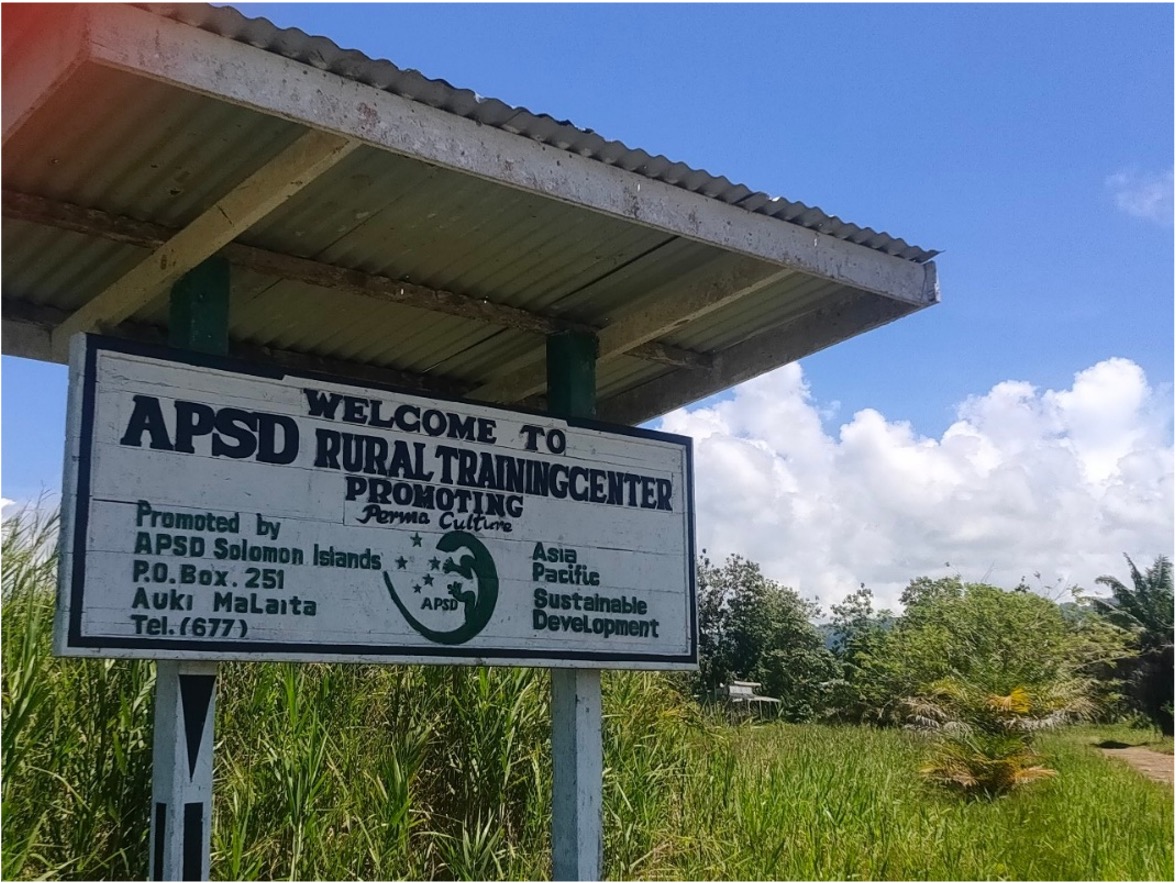 WELCOME TO
APSD RURAL TRAININGCENTER
PROMOTING
Perma Culture
Promoted by
APSD Solomon Islands
P.O.Box. 251
Auki MaLaita
Tel.(677)
APSD
Asia
Pacific
Sustainable
Development